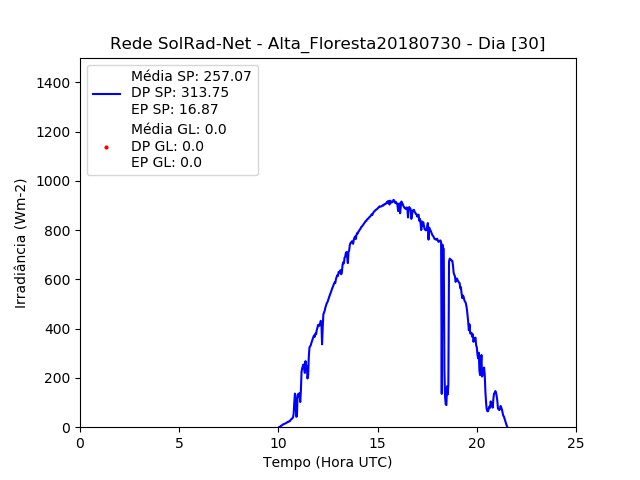 Rede SolRad-Net - Alta_Floresta20180730 - Dia [30]
Média SP: 257.07
DP SP: 313.75
EP SP: 16.87
Média GL: 0.0
DP GL: 0.0
EP GL: 0.0
1400
1200
1000
800
600
400
200
0
Irradiância (Wm-2)
0 5 10 15 20 25
Tempo (Hora UTC)